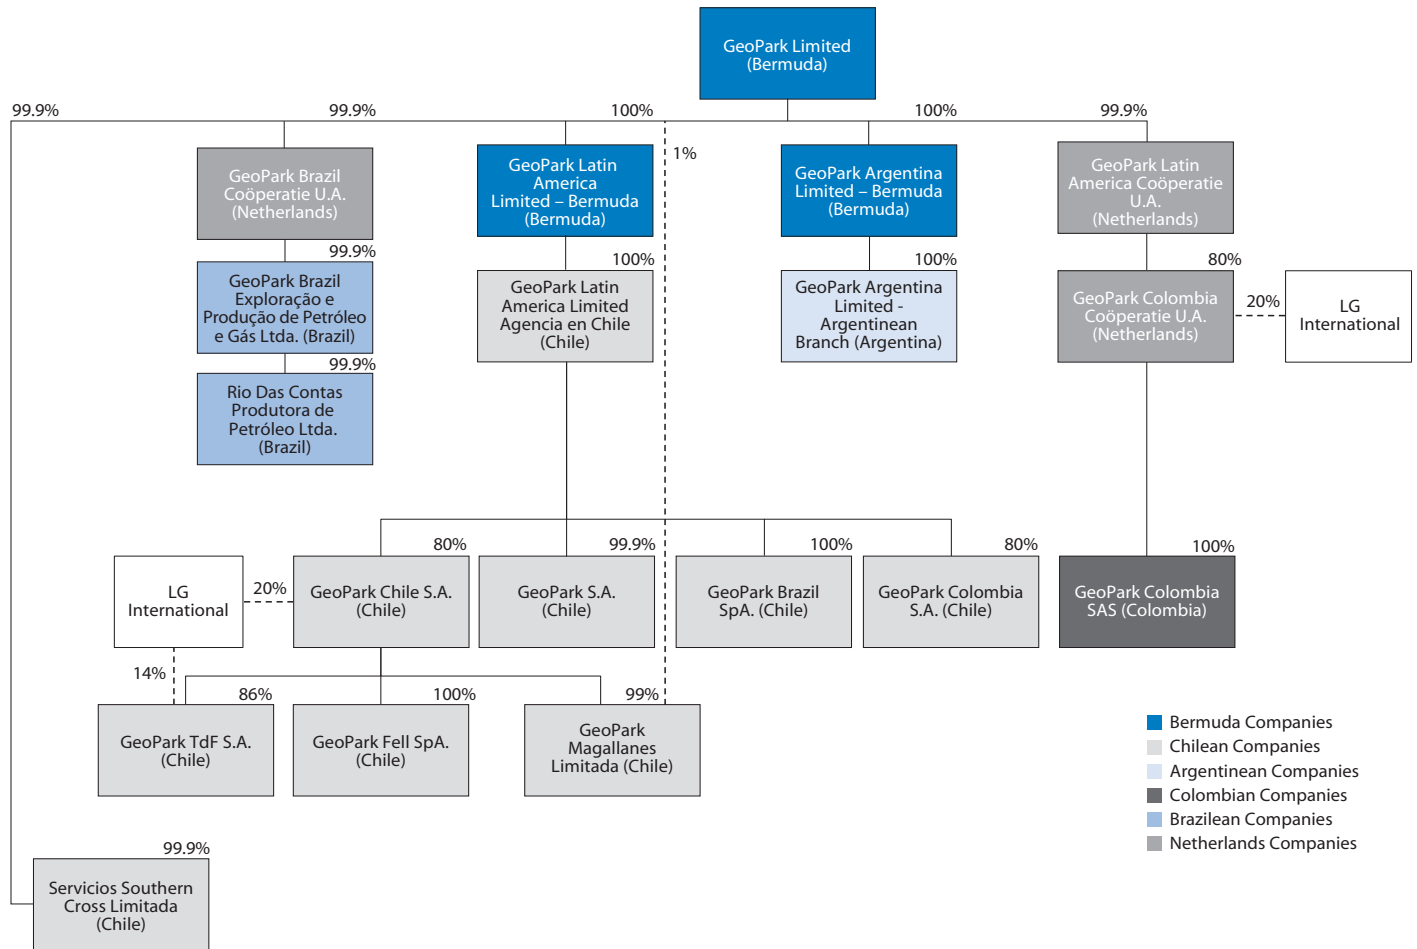 GeoPark Limited
(Bermuda)
99.9%
99.9%
100%
100%
99.9%
1%
GeoPark Brazil
Coöperatie U.A.
(Netherlands)
GeoPark Latin
America
Limited – Bermuda
(Bermuda)
GeoPark Argentina
Limited – Bermuda
(Bermuda)
GeoPark Latin
America Coöperatie
U.A.
(Netherlands)
99.9%
100%
100%
80%
GeoPark Brazil
Exploração e
Produção de Petróleo
e Gás Ltda. (Brazil)
GeoPark Latin
America Limited
Agencia en Chile
(Chile)
GeoPark Argentina
Limited -
Argentinean
Branch (Argentina)
GeoPark Colombia
Coöperatie U.A.
(Netherlands)
20%
LG
International
99.9%
Rio Das Contas
Produtora de
Petróleo Ltda.
(Brazil)
80%
99.9%
100%
80%
100%
LG
International
20%
GeoPark Chile S.A.
(Chile)
GeoPark S.A.
(Chile)
GeoPark Brazil
SpA. (Chile)
GeoPark Colombia
S.A. (Chile)
GeoPark Colombia
SAS (Colombia)
14%
86%
100%
99%
GeoPark TdF S.A.
(Chile)
GeoPark Fell SpA.
(Chile)
GeoPark
Magallanes
Limitada (Chile)
Bermuda Companies
Chilean Companies
Argentinean Companies
Colombian Companies
Brazilean Companies
Netherlands Companies
99.9%
Servicios Southern
Cross Limitada
(Chile)